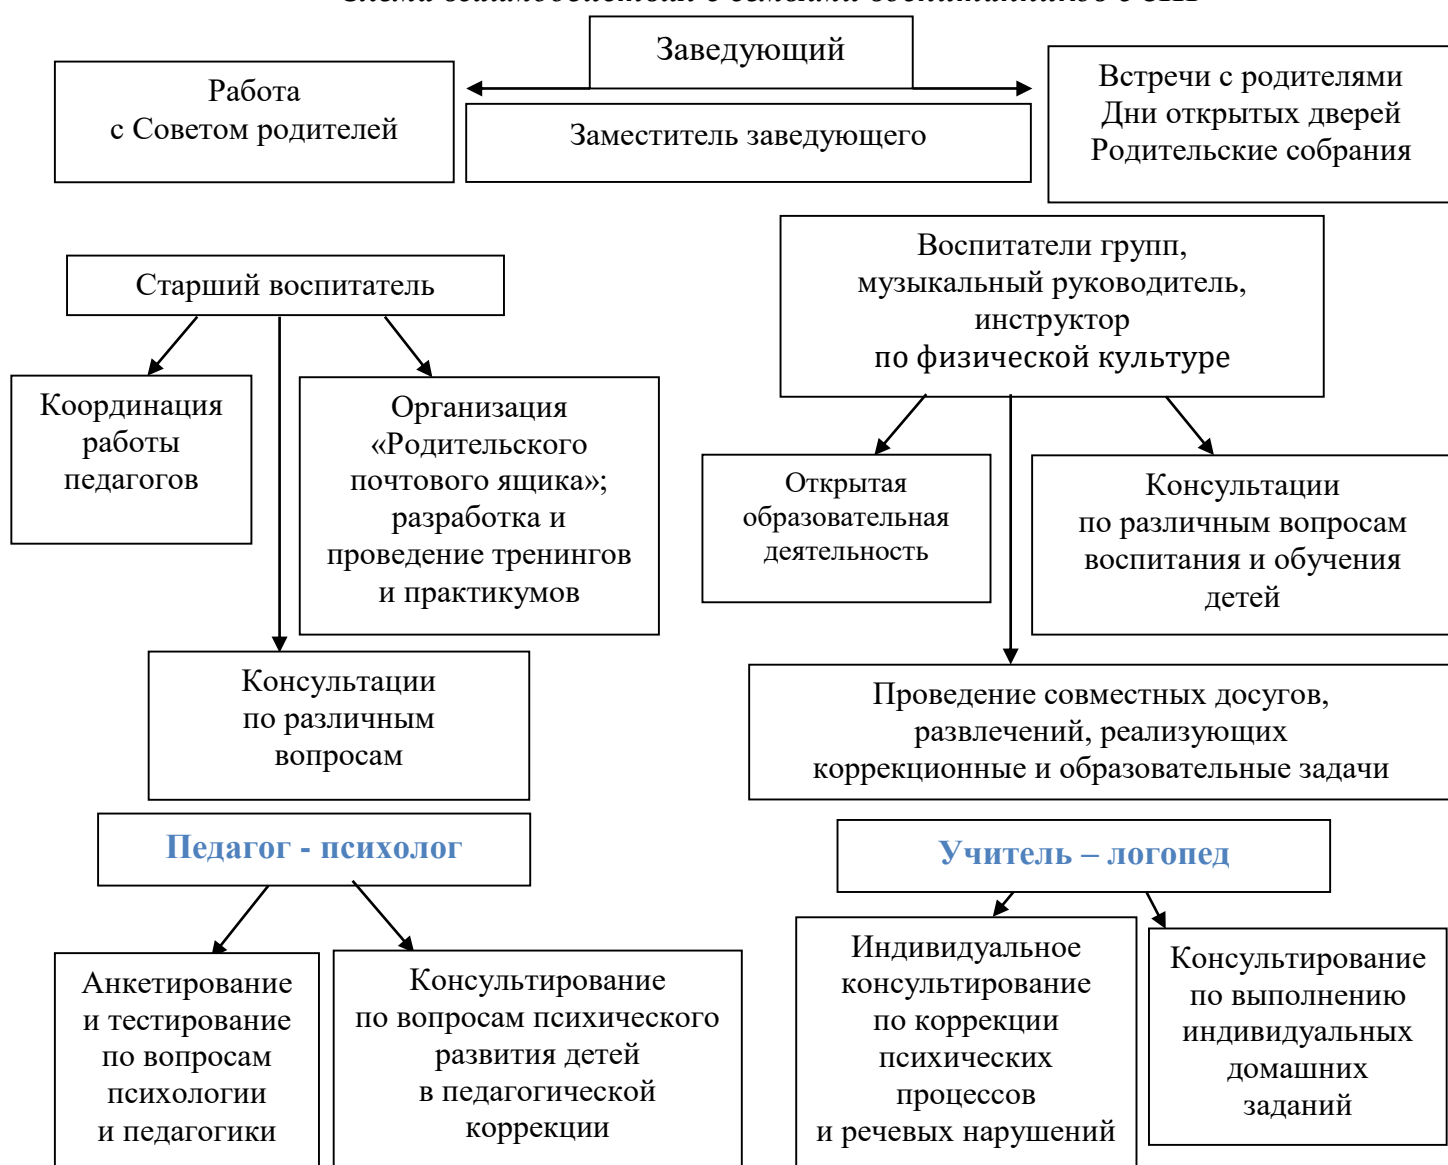 Заведующий
Работа
с Советом родителей
Заместитель заведующего
Встречи с родителями
Дни открытых дверей
Родительские собрания
Старший воспитатель
Воспитатели групп,
музыкальный руководитель,
инструктор
по физической культуре
Координация
работы
педагогов
Организация
«Родительского
почтового ящика»;
разработка и
проведение тренингов
и практикумов
Открытая
образовательная
деятельность
Консультации
по различным вопросам
воспитания и обучения
детей
Консультации
по различным
вопросам
Проведение совместных досугов,
развлечений, реализующих
коррекционные и образовательные задачи
Педагог - психолог
Учитель – логопед
Анкетирование
и тестирование
по вопросам
психологии
и педагогики
Консультирование
по вопросам психического
развития детей
в педагогической
коррекции
Индивидуальное
консультирование
по коррекции
психических
процессов
и речевых нарушений
Консультирование
по выполнению
индивидуальных
домашних
заданий